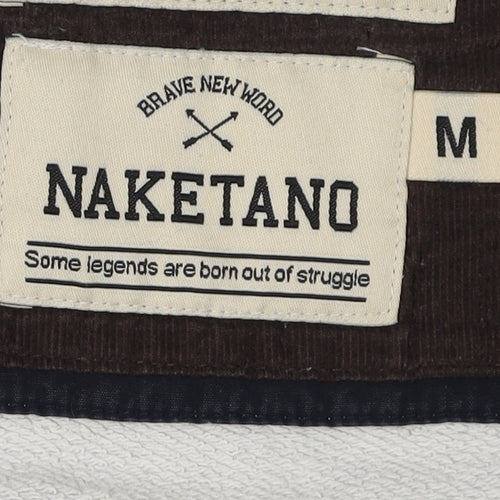 BRAVE NEW WORD
NAKETANO
Some legends are born out of struggle
M